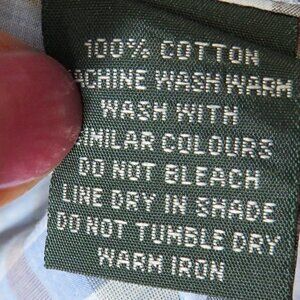 100% COTTON
ACHINE WASH WARM
WASH WITH
IMILAR COLOURS
DO NOT BLEACH
LINE DRY IN SHADE
DO NOT TUMBLE DRY
WARM IRON